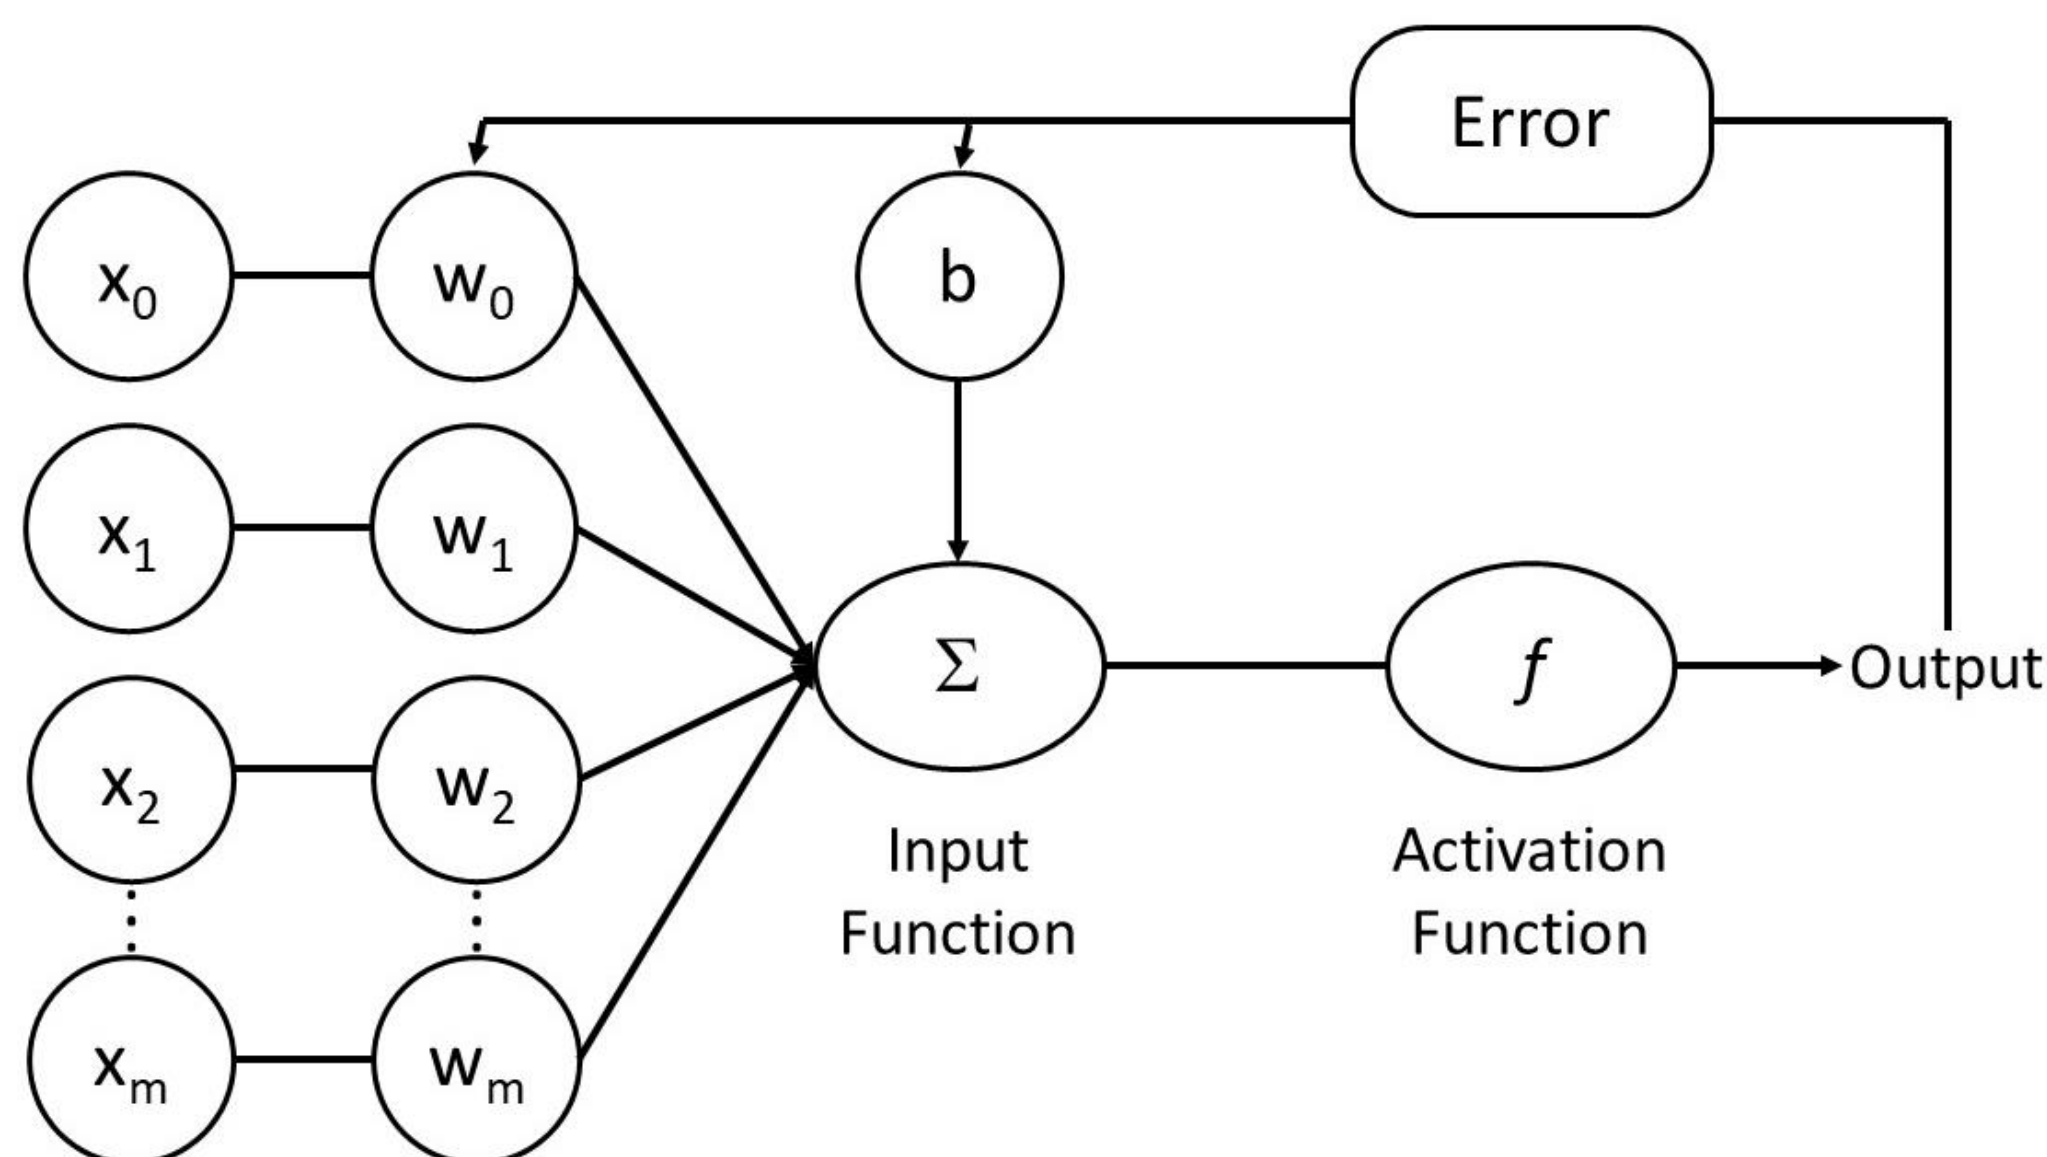 Error
x₀ w₀ b
x₁ w₁
Σ f Output
x₂ w₂
Input Activation
Function Function
xₘ wₘ